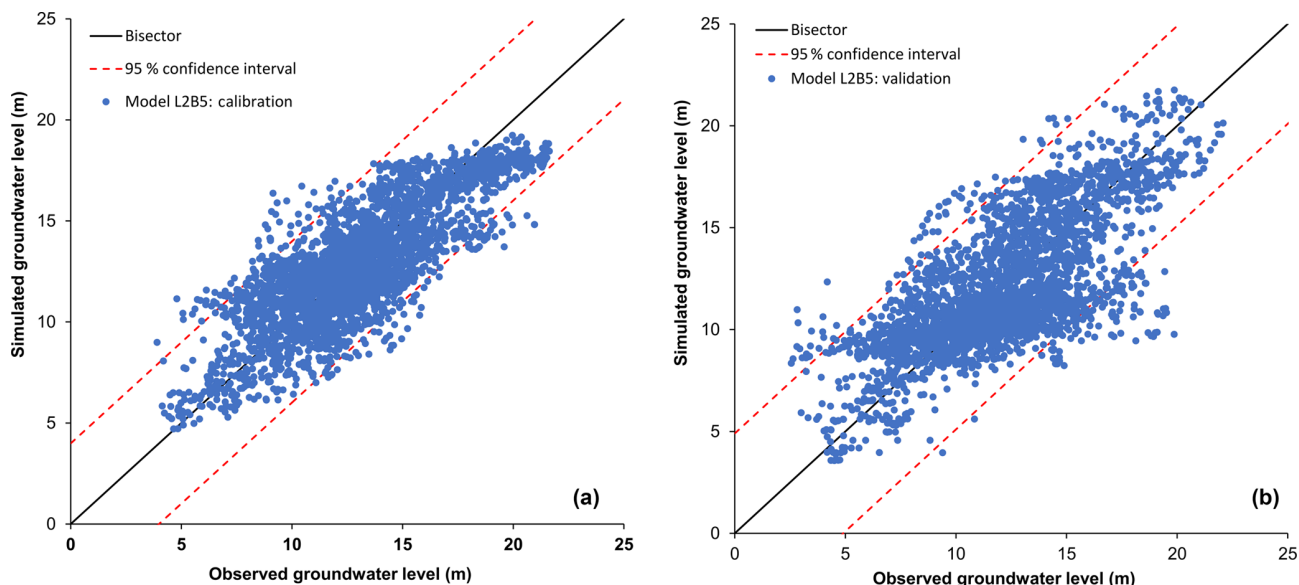 25
20
15
10
5
0
0
5
10
15
20
25
Simulated groundwater level (m)
Observed groundwater level (m)
Bisector
95 % confidence interval
Model L2B5: calibration
(a)
25
20
15
10
5
0
0
5
10
15
20
25
Simulated groundwater level (m)
Observed groundwater level (m)
Bisector
95 % confidence interval
Model L2B5: validation
(b)